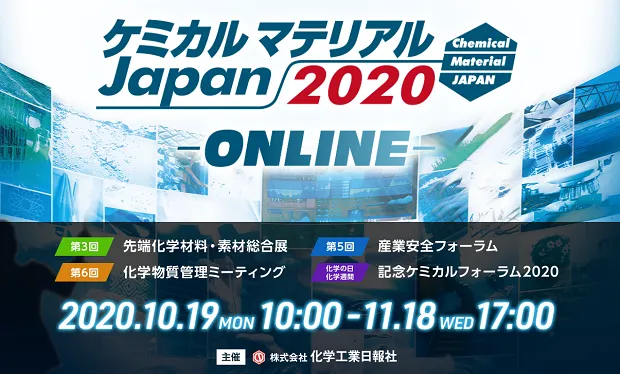 ケミカル マテリアル
Japan 2020
Chemical
Material
JAPAN
-ONLINE-
第3回 先端化学材料・素材総合展
第5回 産業安全フォーラム
第6回 化学物質管理ミーティング
化学の日
化学週間 記念ケミカルフォーラム2020
2020.10.19 MON 10:00-11.18 WED 17:00
主催 株式会社 化学工業日報社